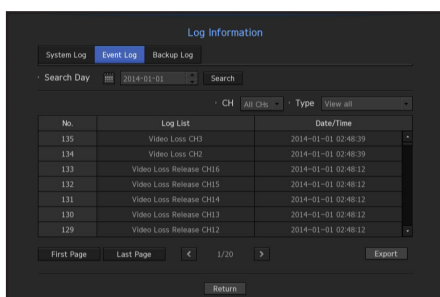 Log Information
System Log Event Log Backup Log
· Search Day 2014-01-01 Search
· CH All CHs · Type View all
No. Log List Date/Time
135 Video Loss CH3 2014-01-01 02:48:39
134 Video Loss CH2 2014-01-01 02:48:39
133 Video Loss Release CH16 2014-01-01 02:48:12
132 Video Loss Release CH15 2014-01-01 02:48:12
131 Video Loss Release CH14 2014-01-01 02:48:12
130 Video Loss Release CH13 2014-01-01 02:48:12
129 Video Loss Release CH12 2014-01-01 02:48:12
First Page Last Page < 1/20 > Export
Return